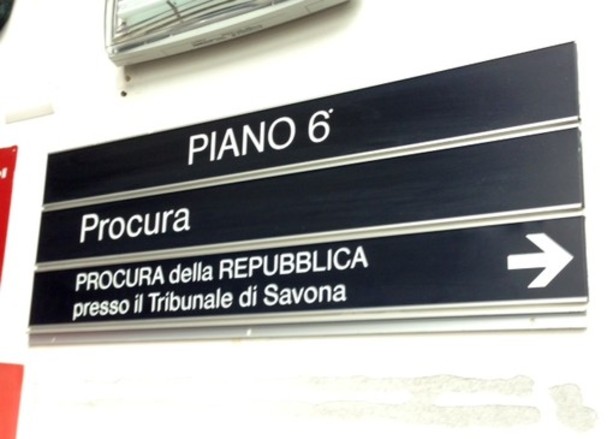 PIANO 6°
Procura
PROCURA della REPUBBLICA
presso il Tribunale di Savona